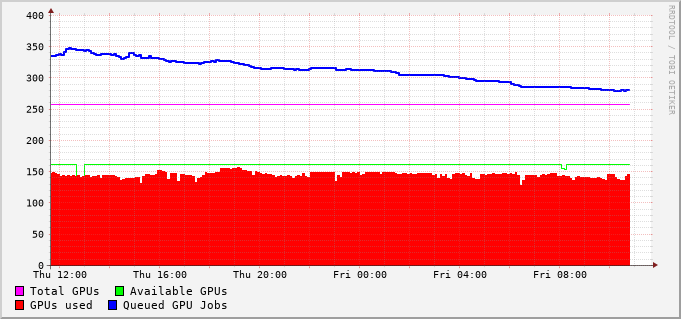 400
350
300
250
200
150
100
50
0
Thu 12:00 Thu 16:00 Thu 20:00 Fri 00:00 Fri 04:00 Fri 08:00
Total GPUs Available GPUs
GPUs used Queued GPU Jobs
RRDTOOL / TOBI OETIKER